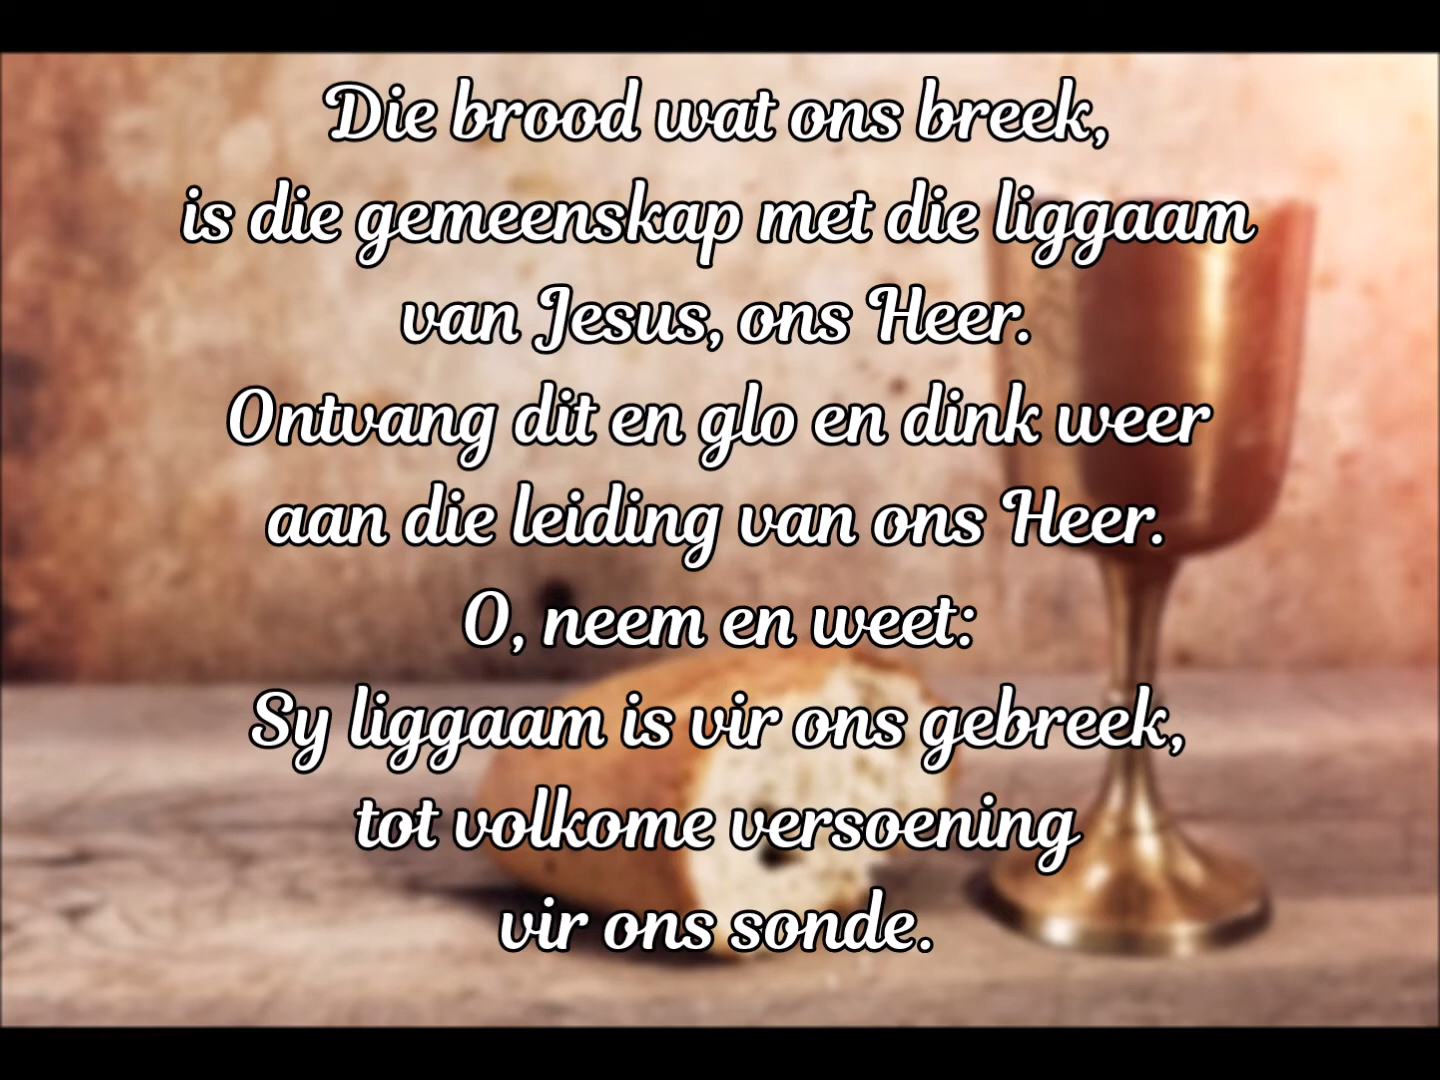 Die brood wat ons breek,
is die gemeenskap met die liggaam
van Jesus, ons Heer.
Ontvang dit en glo en dink weer
aan die leiding van ons Heer.
O, neem en weet:
Sy liggaam is vir ons gebreek,
tot volkome versoening
vir ons sonde.